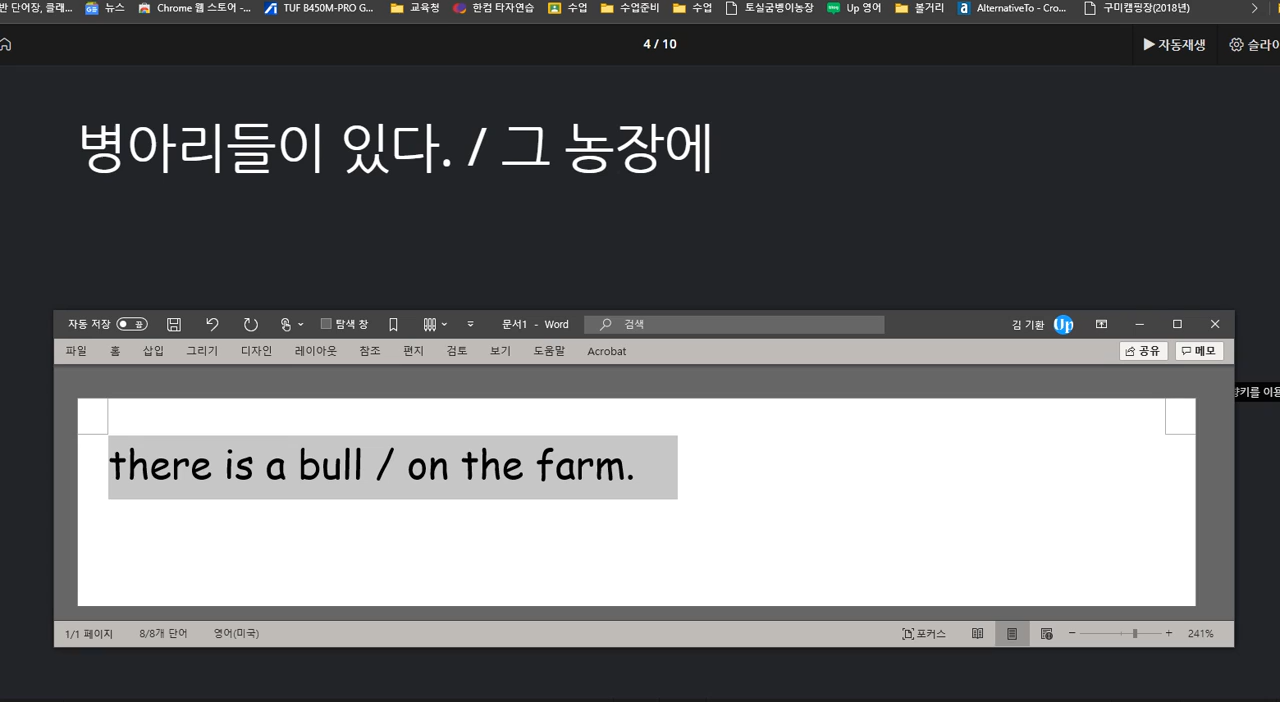 반 단어장, 클래... 뉴스 Chrome 웹 스토어 -... TUF B450M-PRO G... 교육청 한컴 타자연습 수업 수업준비 수업 토실굼벵이농장 Up 영어 볼거리 AlternativeTo - Cro... 구미캠핑장(2018년)
4 / 10 자동재생 슬라이
병아리들이 있다. / 그 농장에
자동 저장 끔 탐색 창 문서1 - Word 검색 김 기환 Up
파일 홈 삽입 그리기 디자인 레이아웃 참조 편지 검토 보기 도움말 Acrobat 공유 메모
향키를 이용
there is a bull / on the farm.
1/1 페이지 8/8개 단어 영어(미국) 포커스 241%